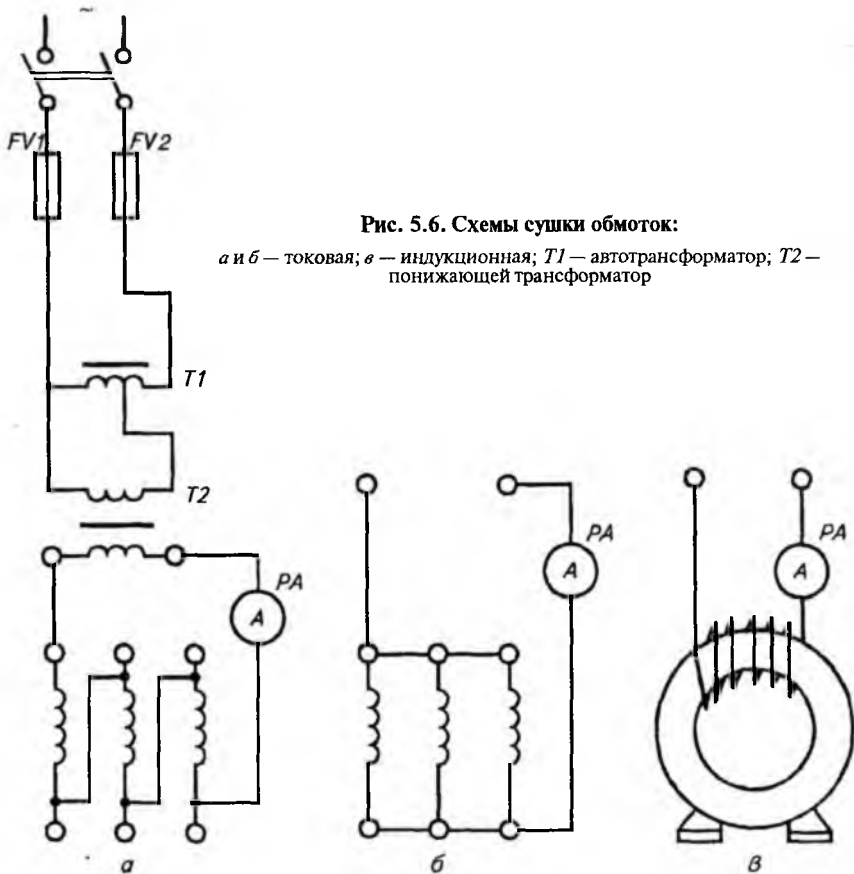 ~
FV1 FV2
Рис. 5.6. Схемы сушки обмоток:
а и б — токовая; в — индукционная; T1 — автотрансформатор; T2 —
понижающей трансформатор
T1
T2
PA
A
PA
A
PA
A
а
б
в